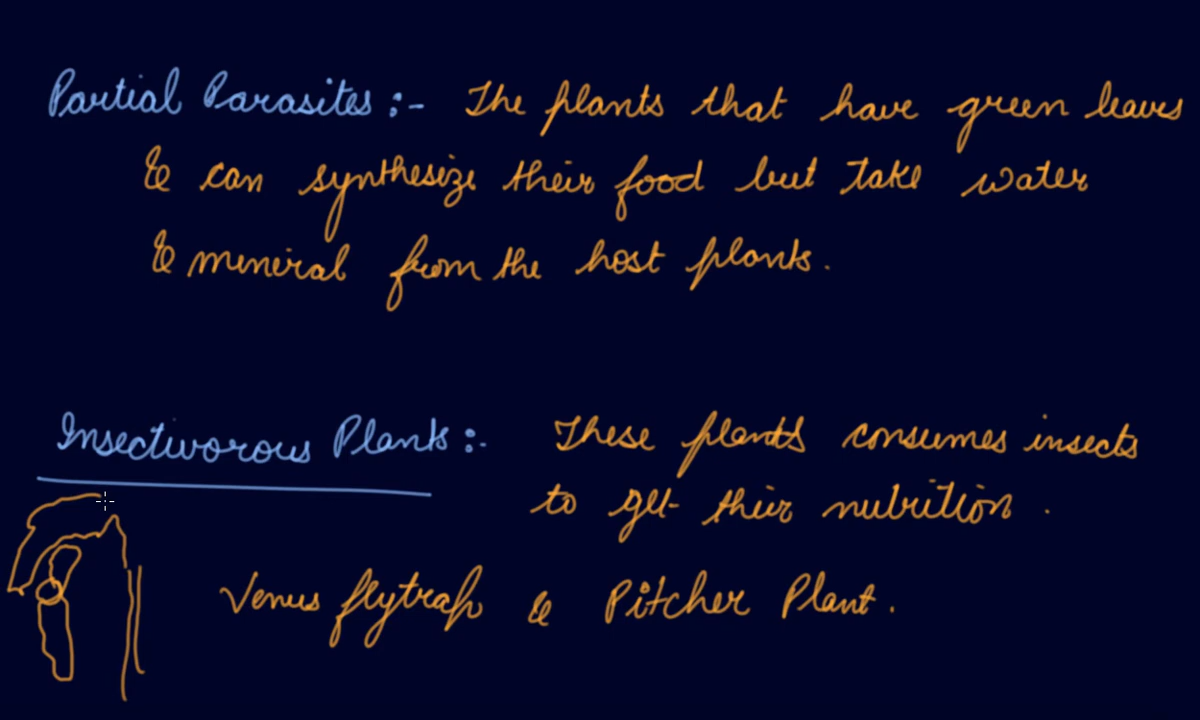 Partial Parasites :- The plants that have green leaves
& can synthesize their food but take water
& mineral from the host plants.
Insectivorous Plants :- These plants consumes insects
to get their nutrition .
Venus flytrap & Pitcher Plant .